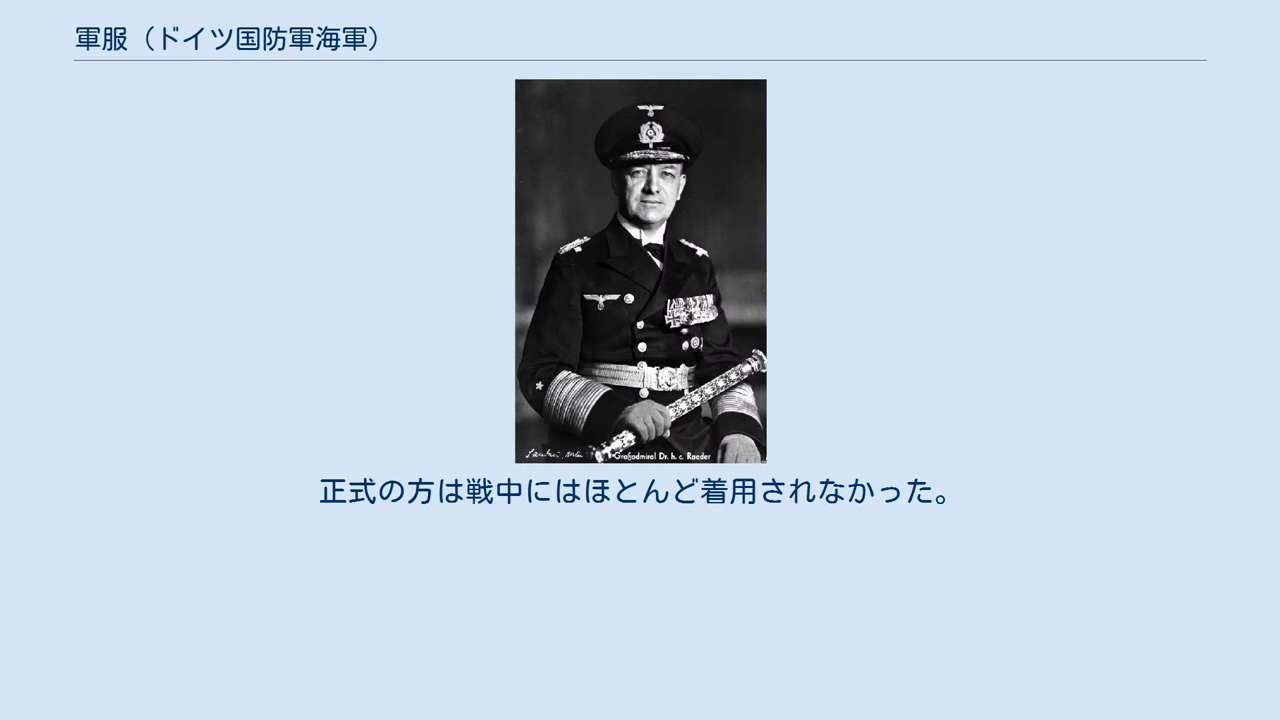 軍服（ドイツ国防軍海軍）
Großadmiral Dr. h. c. Raeder
正式の方は戦中にはほとんど着用されなかった。